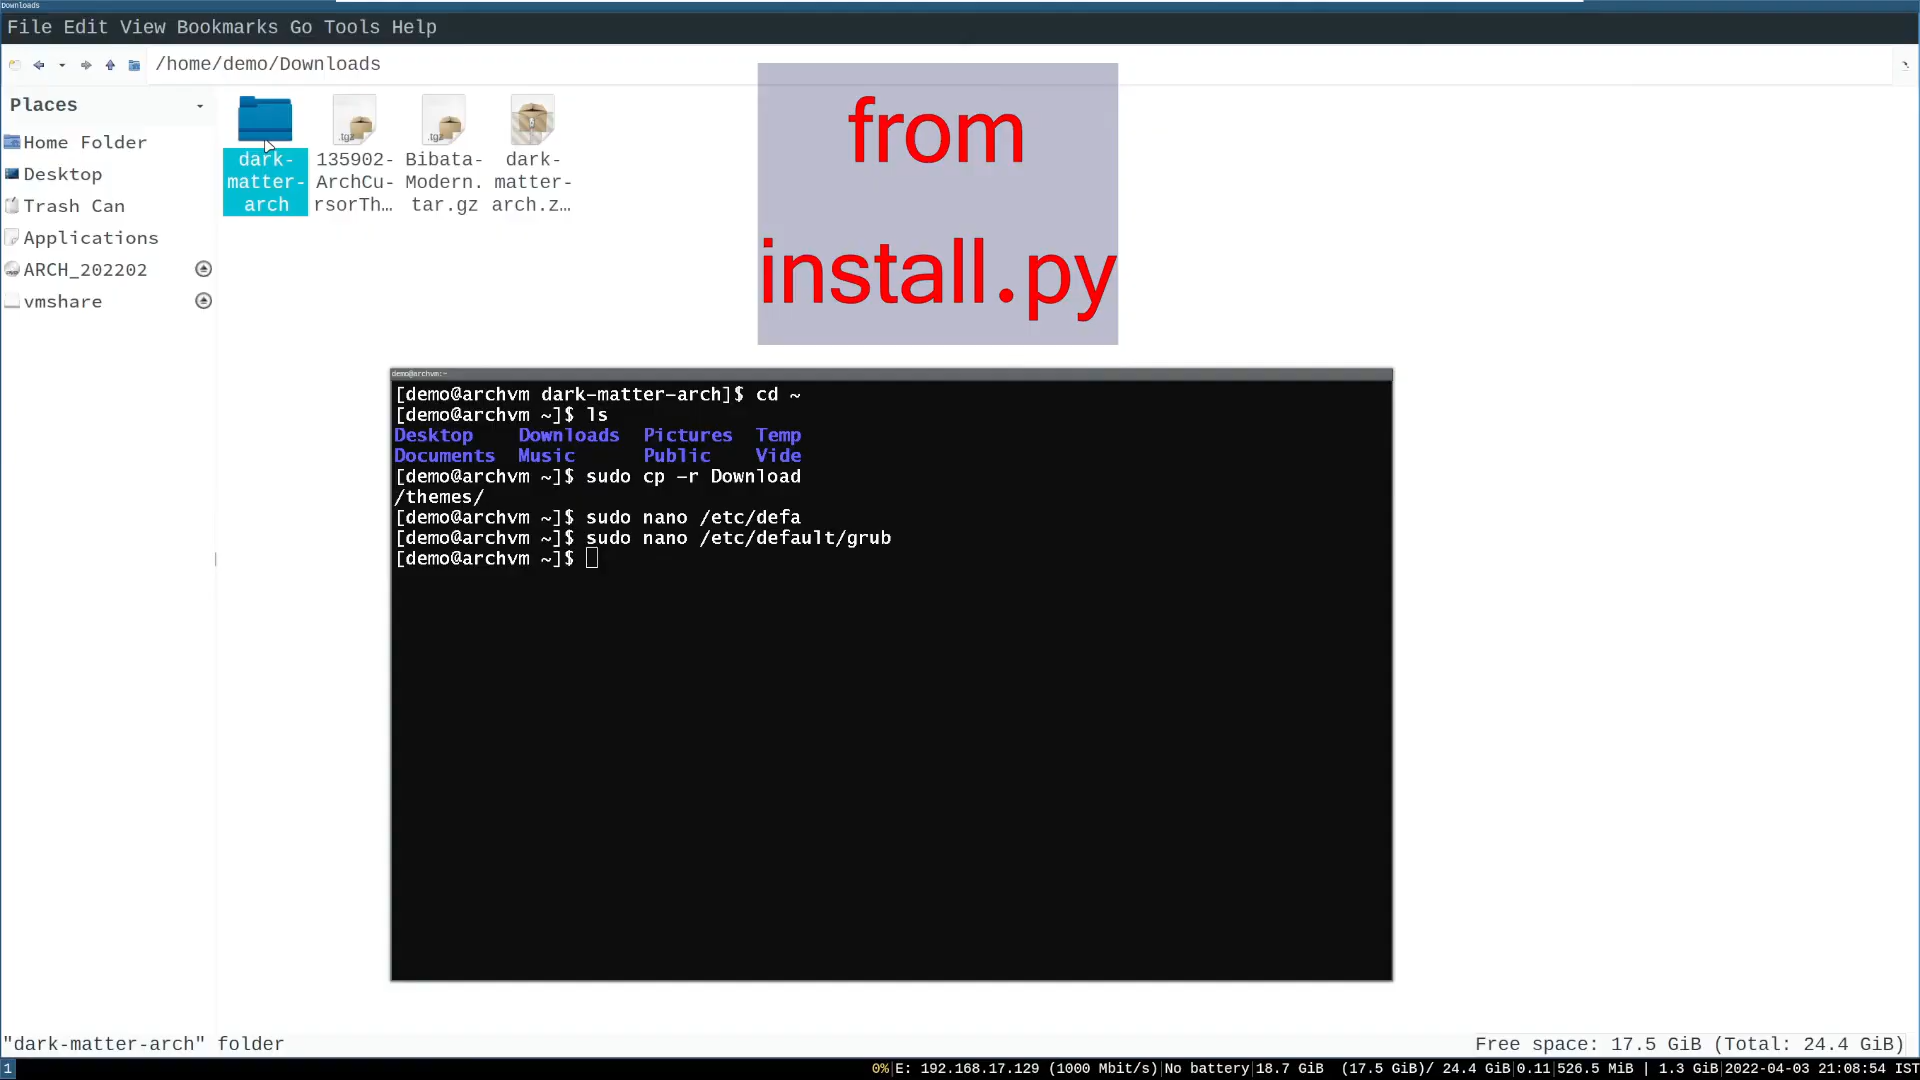 Downloads
File Edit View Bookmarks Go Tools Help
/home/demo/Downloads
Places
Home Folder
Desktop
Trash Can
Applications
ARCH_202202
vmshare
dark-
matter-
arch
.tgz
135902-
ArchCu-
rsorTh…
.tgz
Bibata-
Modern.
tar.gz
dark-
matter-
arch.z…
from
install.py
demo@archvm:~
[demo@archvm dark-matter-arch]$ cd ~
[demo@archvm ~]$ ls
Desktop Downloads Pictures Temp
Documents Music Public Vide
[demo@archvm ~]$ sudo cp -r Download
/themes/
[demo@archvm ~]$ sudo nano /etc/defa
[demo@archvm ~]$ sudo nano /etc/default/grub
[demo@archvm ~]$
"dark-matter-arch" folder
Free space: 17.5 GiB (Total: 24.4 GiB)
1
0%|E: 192.168.17.129 (1000 Mbit/s)|No battery|18.7 GiB (17.5 GiB)/ 24.4 GiB|0.11|526.5 MiB | 1.3 GiB|2022-04-03 21:08:54 IST